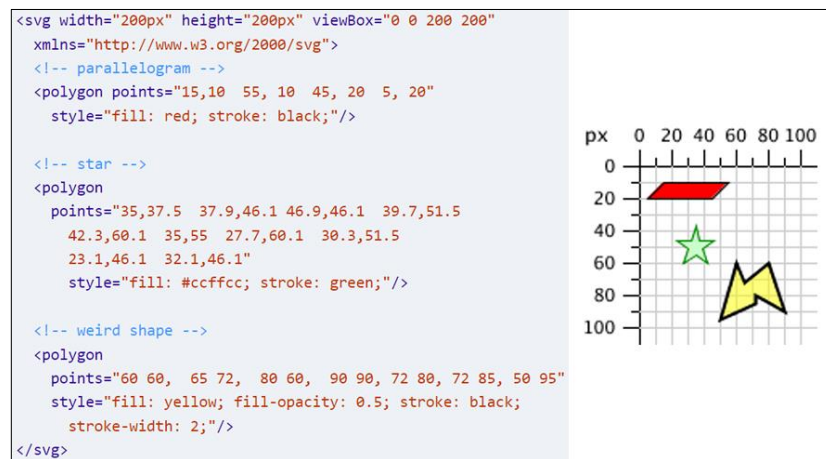 <svg width="200px" height="200px" viewBox="0 0 200 200"
xmlns="http://www.w3.org/2000/svg">
<!-- parallelogram -->
<polygon points="15,10  55, 10  45, 20  5, 20"
style="fill: red; stroke: black;"/>
<!-- star -->
<polygon
points="35,37.5  37.9,46.1 46.9,46.1  39.7,51.5
42.3,60.1  35,55  27.7,60.1  30.3,51.5
23.1,46.1  32.1,46.1"
style="fill: #ccffcc; stroke: green;"/>
<!-- weird shape -->
<polygon
points="60 60,  65 72,  80 60,  90 90, 72 80, 72 85, 50 95"
style="fill: yellow; fill-opacity: 0.5; stroke: black;
stroke-width: 2;"/>
</svg>
px 0 20 40 60 80 100
0
20
40
60
80
100